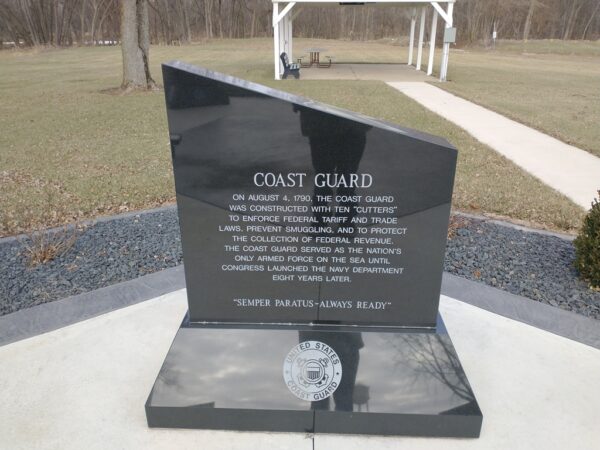 COAST GUARD
ON AUGUST 4, 1790, THE COAST GUARD
WAS CONSTRUCTED WITH TEN "CUTTERS"
TO ENFORCE FEDERAL TARIFF AND TRADE
LAWS, PREVENT SMUGGLING, AND TO PROTECT
THE COLLECTION OF FEDERAL REVENUE.
THE COAST GUARD SERVED AS THE NATION'S
ONLY ARMED FORCE ON THE SEA UNTIL
CONGRESS LAUNCHED THE NAVY DEPARTMENT
EIGHT YEARS LATER.
"SEMPER PARATUS-ALWAYS READY"
UNITED STATES
COAST GUARD